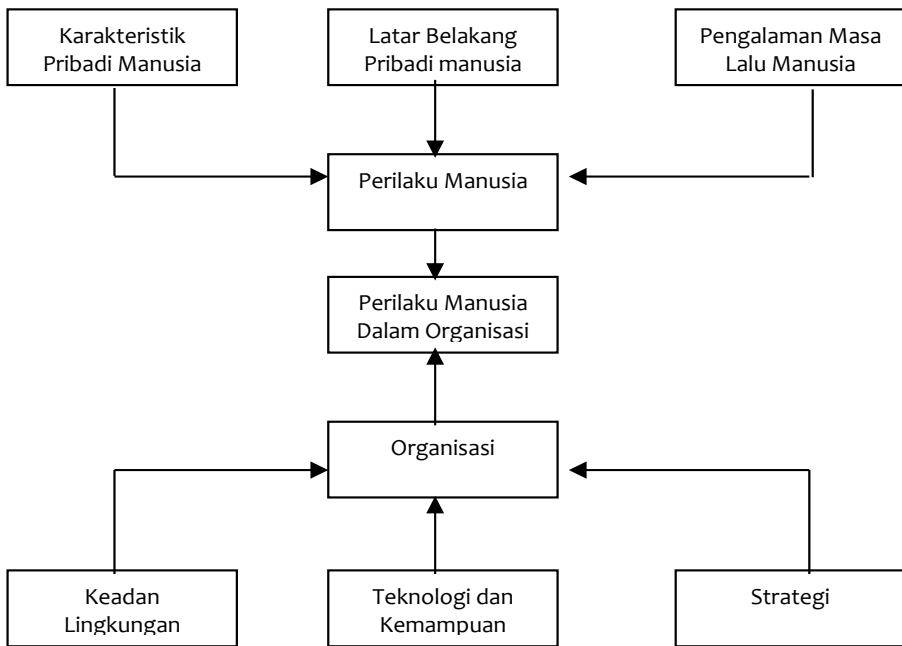 Karakteristik
Pribadi Manusia
Latar Belakang
Pribadi manusia
Pengalaman Masa
Lalu Manusia
Perilaku Manusia
Perilaku Manusia
Dalam Organisasi
Organisasi
Keadan
Lingkungan
Teknologi dan
Kemampuan
Strategi